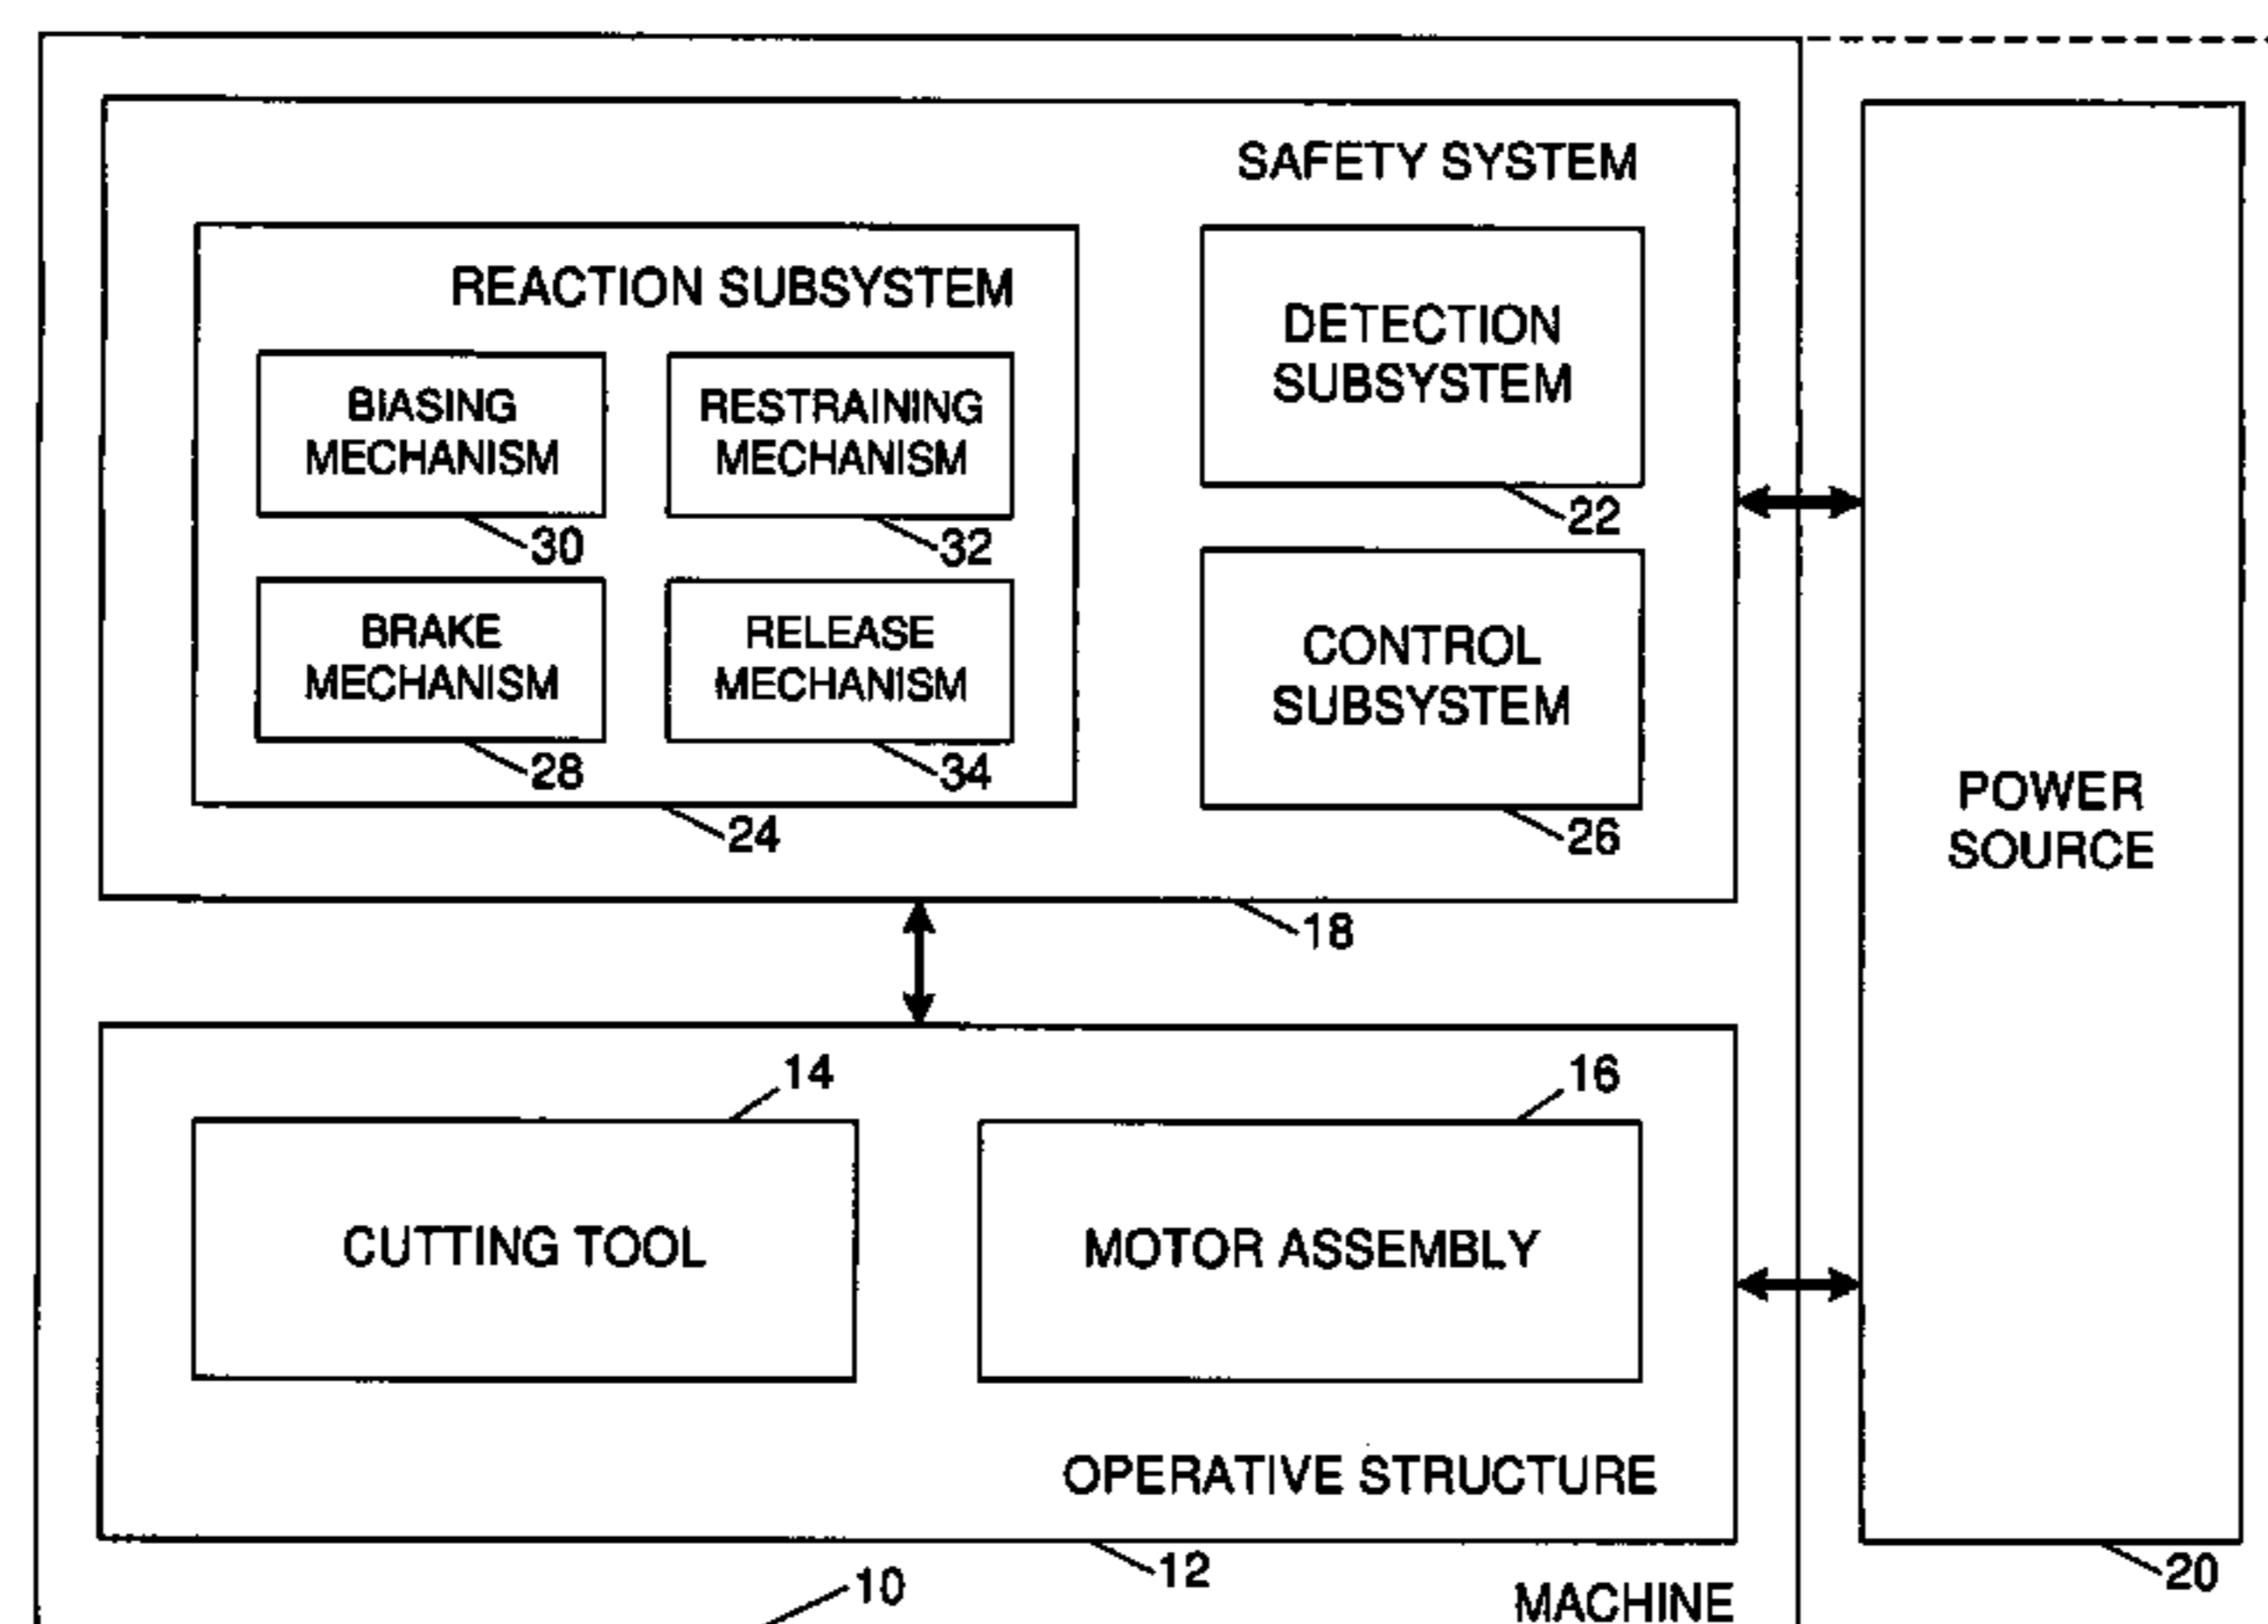 SAFETY SYSTEM
REACTION SUBSYSTEM
BIASING
MECHANISM
30
RESTRAINING
MECHANISM
32
BRAKE
MECHANISM
28
RELEASE
MECHANISM
34
24
DETECTION
SUBSYSTEM
22
CONTROL
SUBSYSTEM
26
18
POWER
SOURCE
20
14
CUTTING TOOL
16
MOTOR ASSEMBLY
OPERATIVE STRUCTURE
12
10
MACHINE